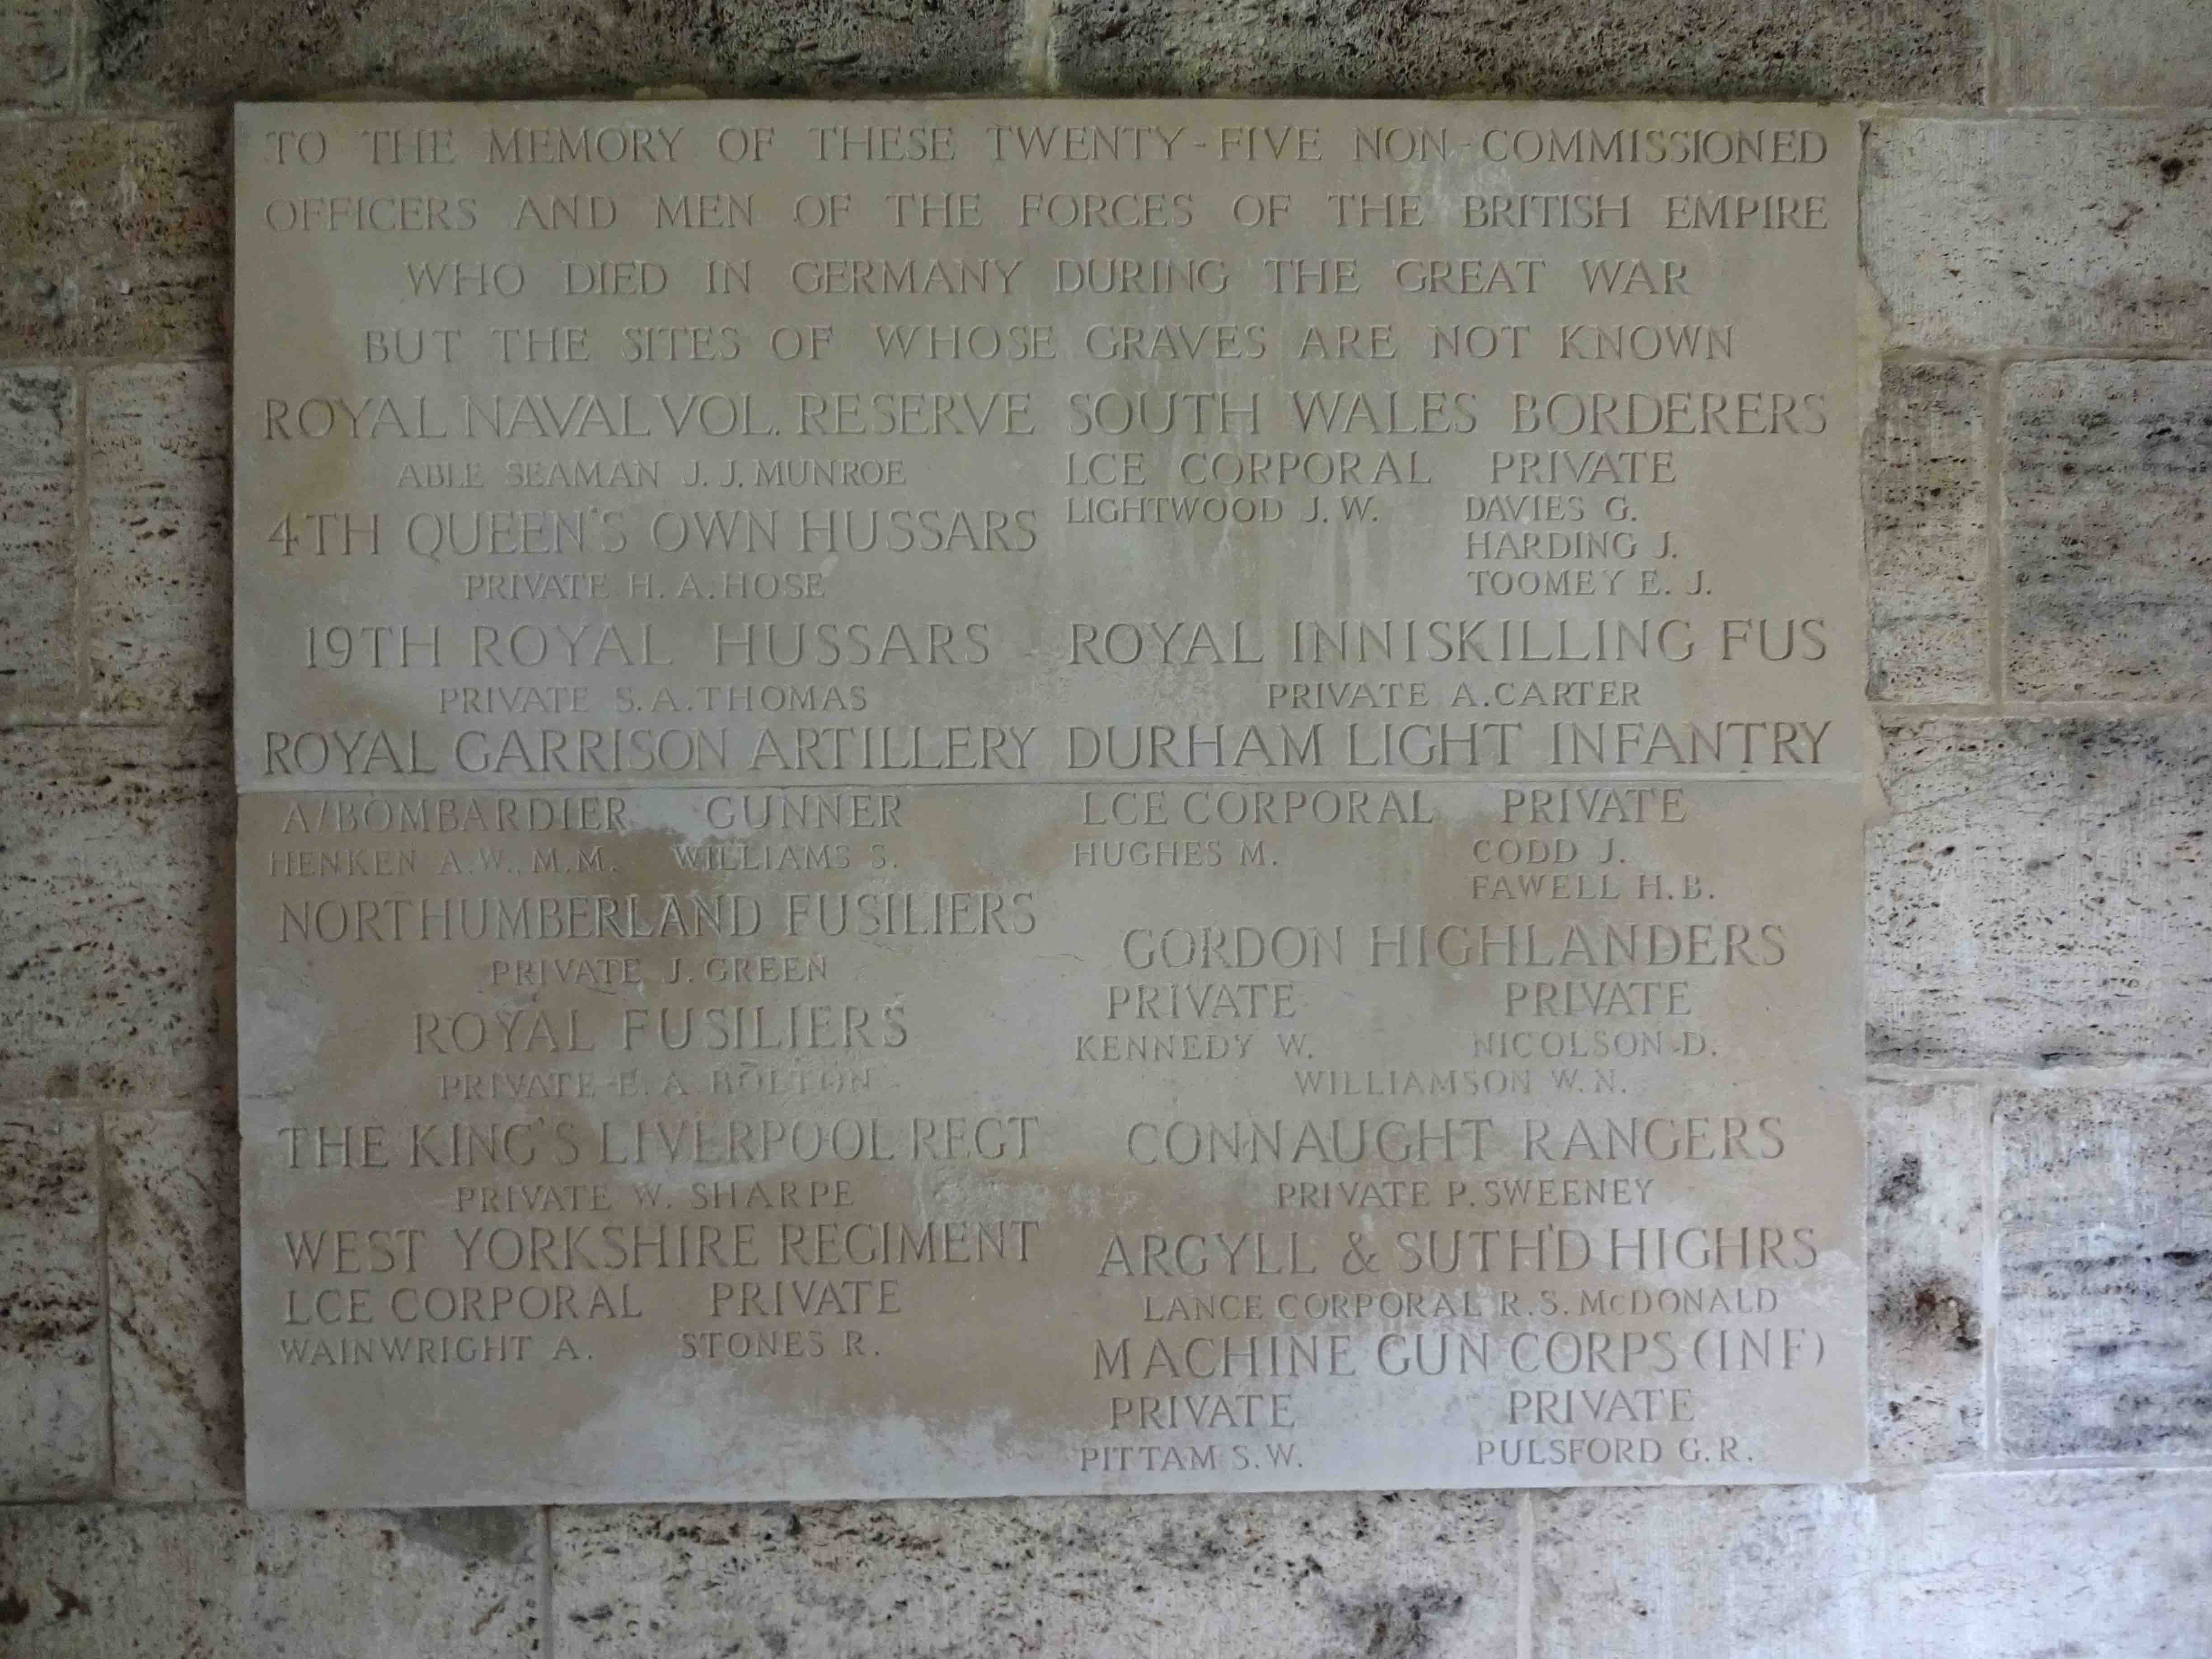 TO THE MEMORY OF THESE TWENTY-FIVE NON-COMMISSIONED
OFFICERS AND MEN OF THE FORCES OF THE BRITISH EMPIRE
WHO DIED IN GERMANY DURING THE GREAT WAR
BUT THE SITES OF WHOSE GRAVES ARE NOT KNOWN
ROYAL NAVAL VOL. RESERVE
ABLE SEAMAN J. J. MUNROE
4TH QUEEN'S OWN HUSSARS
PRIVATE H. A. HOSE
19TH ROYAL HUSSARS
PRIVATE S. A. THOMAS
ROYAL GARRISON ARTILLERY
A/BOMBARDIER GUNNER
HENKEN A.W., M.M. WILLIAMS S.
NORTHUMBERLAND FUSILIERS
PRIVATE J. GREEN
ROYAL FUSILIERS
PRIVATE E. A. BOLTON
THE KING'S LIVERPOOL REGT
PRIVATE W. SHARPE
WEST YORKSHIRE REGIMENT
LCE CORPORAL PRIVATE
WAINWRIGHT A. STONES R.
SOUTH WALES BORDERERS
LCE CORPORAL PRIVATE
LIGHTWOOD J. W. DAVIES G.
HARDING J.
TOOMEY E. J.
ROYAL INNISKILLING FUS
PRIVATE A. CARTER
DURHAM LIGHT INFANTRY
LCE CORPORAL PRIVATE
HUGHES M. CODD J.
FAWELL H. B.
GORDON HIGHLANDERS
PRIVATE PRIVATE
KENNEDY W. NICOLSON D.
WILLIAMSON W. N.
CONNAUGHT RANGERS
PRIVATE P. SWEENEY
ARGYLL & SUTH'D HIGHRS
LANCE CORPORAL R. S. McDONALD
MACHINE GUN CORPS (INF)
PRIVATE PRIVATE
PITTAM S. W. PULSFORD G. R.